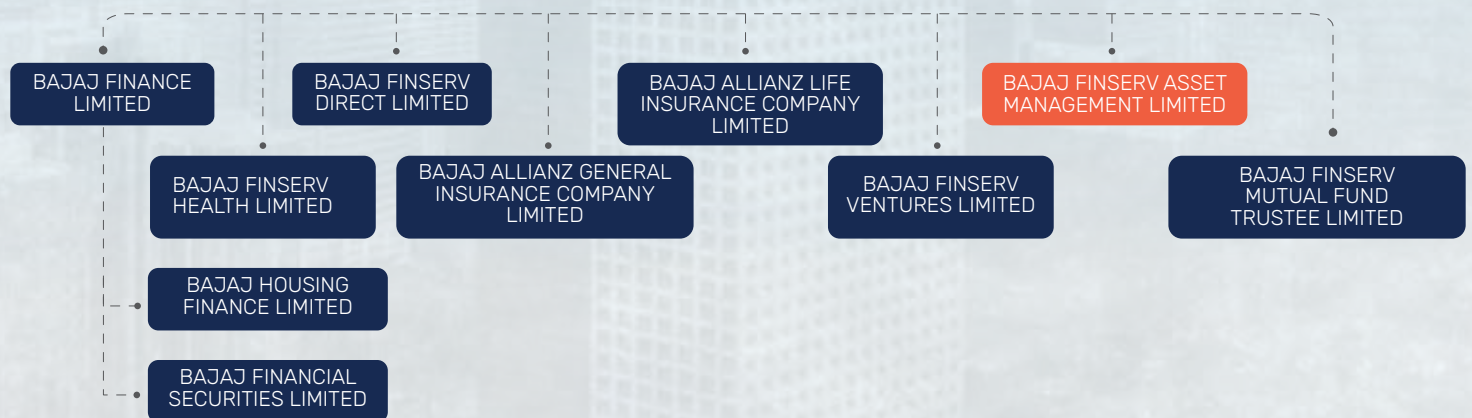 BAJAJ FINANCE
LIMITED
BAJAJ FINSERV
DIRECT LIMITED
BAJAJ ALLIANZ LIFE
INSURANCE COMPANY
LIMITED
BAJAJ FINSERV ASSET
MANAGEMENT LIMITED
BAJAJ FINSERV
HEALTH LIMITED
BAJAJ ALLIANZ GENERAL
INSURANCE COMPANY
LIMITED
BAJAJ FINSERV
VENTURES LIMITED
BAJAJ FINSERV
MUTUAL FUND
TRUSTEE LIMITED
BAJAJ HOUSING
FINANCE LIMITED
BAJAJ FINANCIAL
SECURITIES LIMITED